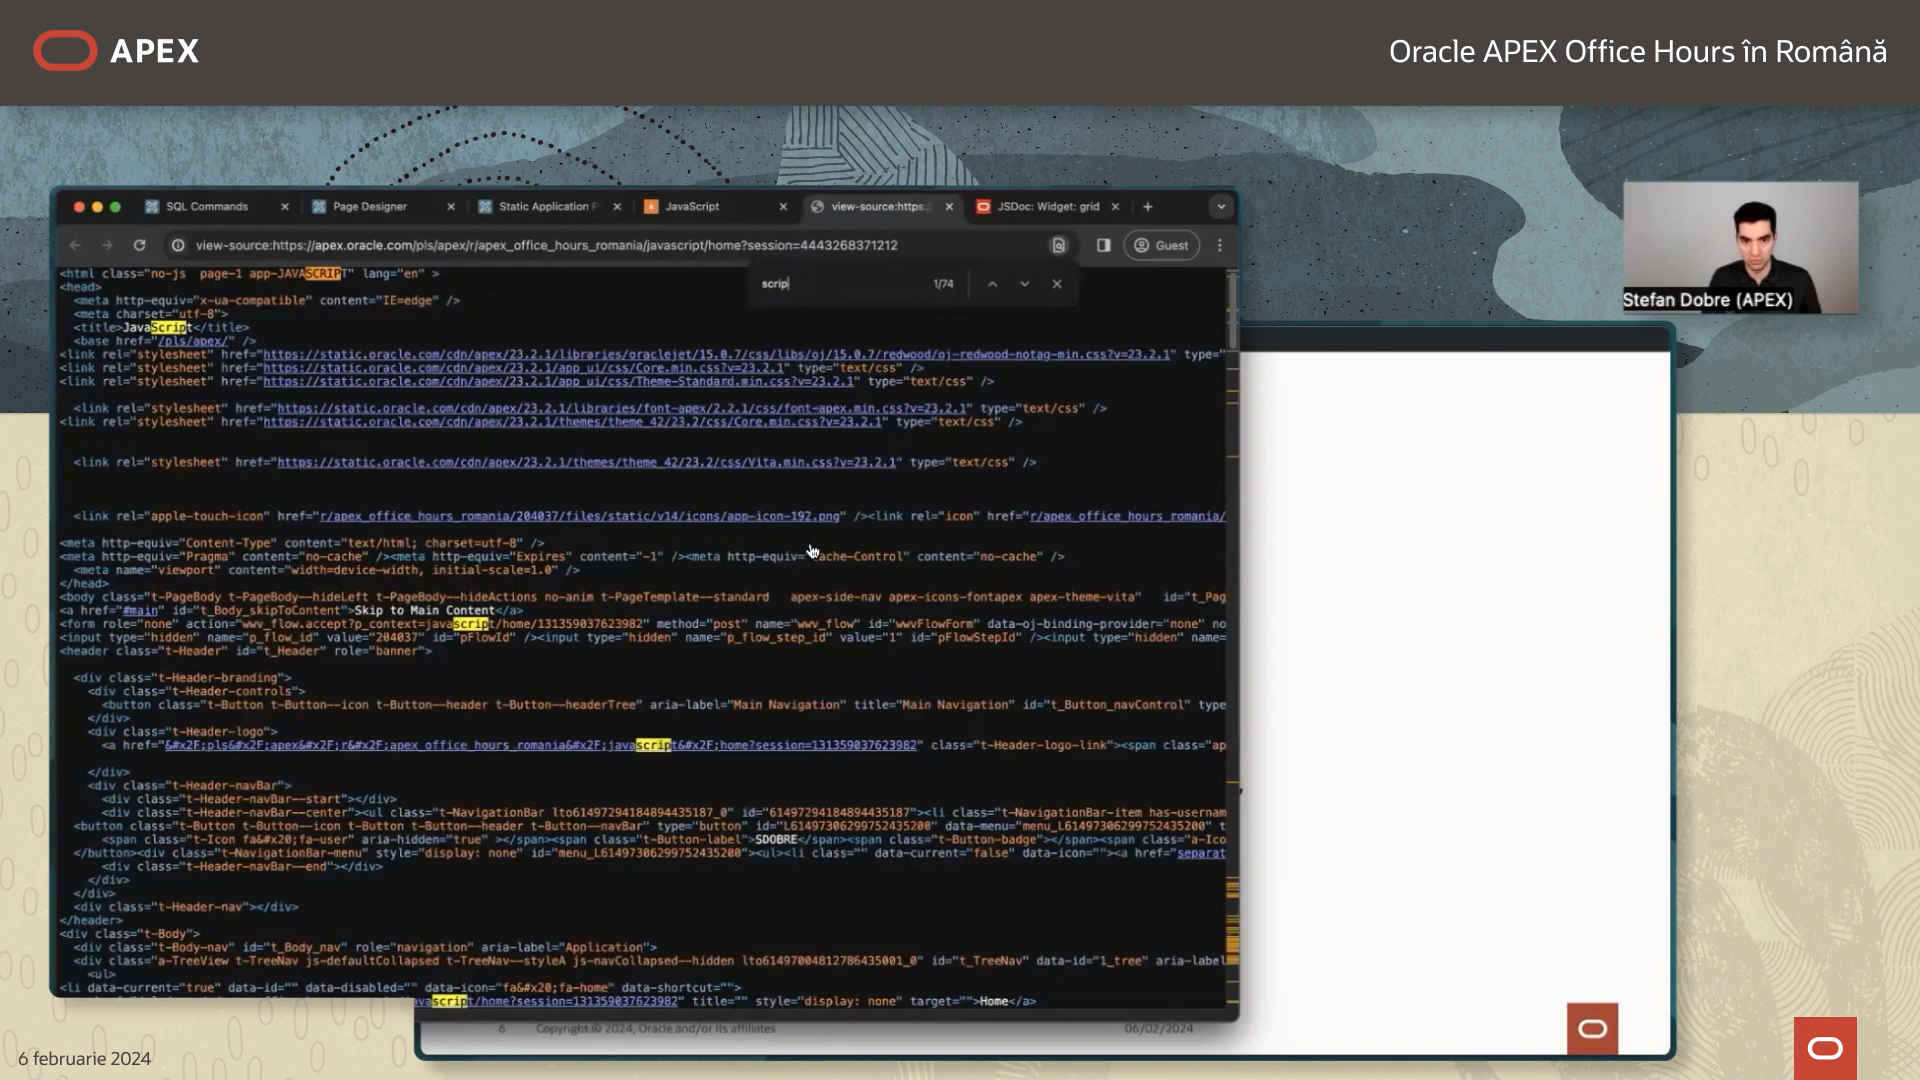 APEX
Oracle APEX Office Hours în Română
SQL Commands
Page Designer
Static Application F
JavaScript
view-source:https:
JSDoc: Widget: grid
view-source:https://apex.oracle.com/pls/apex/r/apex_office_hours_romania/javascript/home?session=4443268371212
Guest
scrip
1/74
Stefan Dobre (APEX)
<html class="no-js  page-1 app-JAVASCRIPT" lang="en" >
<head>
<meta http-equiv="x-ua-compatible" content="IE=edge" />
<meta charset="utf-8">
<title>JavaScript</title>
<base href="/pls/apex/" />
<link rel="stylesheet" href="https://static.oracle.com/cdn/apex/23.2.1/libraries/oraclejet/15.0.7/css/libs/oj/15.0.7/redwood/oj-redwood-notag-min.css?v=23.2.1" type="
<link rel="stylesheet" href="https://static.oracle.com/cdn/apex/23.2.1/app_ui/css/Core.min.css?v=23.2.1" type="text/css" />
<link rel="stylesheet" href="https://static.oracle.com/cdn/apex/23.2.1/app_ui/css/Theme-Standard.min.css?v=23.2.1" type="text/css" />
<link rel="stylesheet" href="https://static.oracle.com/cdn/apex/23.2.1/libraries/font-apex/2.2.1/css/font-apex.min.css?v=23.2.1" type="text/css" />
<link rel="stylesheet" href="https://static.oracle.com/cdn/apex/23.2.1/themes/theme_42/23.2/css/Core.min.css?v=23.2.1" type="text/css" />
<link rel="stylesheet" href="https://static.oracle.com/cdn/apex/23.2.1/themes/theme_42/23.2/css/Vita.min.css?v=23.2.1" type="text/css" />
<link rel="apple-touch-icon" href="r/apex_office_hours_romania/204037/files/static/v14/icons/app-icon-192.png" /><link rel="icon" href="r/apex_office_hours_romania/
<meta http-equiv="Content-Type" content="text/html; charset=utf-8" />
<meta http-equiv="Pragma" content="no-cache" /><meta http-equiv="Expires" content="-1" /><meta http-equiv="Cache-Control" content="no-cache" />
<meta name="viewport" content="width=device-width, initial-scale=1.0" />
</head>
<body class="t-PageBody t-PageBody--hideLeft t-PageBody--hideActions no-anim t-PageTemplate--standard   apex-side-nav apex-icons-fontapex apex-theme-vita"   id="t_Pag
<a href="#main" id="t_Body_skipToContent">Skip to Main Content</a>
<form role="none" action="wwv_flow.accept?p_context=javascript/home/131359037623982" method="post" name="wwv_flow" id="wwvFlowForm" data-oj-binding-provider="none" no
<input type="hidden" name="p_flow_id" value="204037" id="pFlowId" /><input type="hidden" name="p_flow_step_id" value="1" id="pFlowStepId" /><input type="hidden" name=
<header class="t-Header" id="t_Header" role="banner">
<div class="t-Header-branding">
<div class="t-Header-controls">
<button class="t-Button t-Button--icon t-Button--header t-Button--headerTree" aria-label="Main Navigation" title="Main Navigation" id="t_Button_navControl" type
</div>
<div class="t-Header-logo">
<a href="&#x2F;pls&#x2F;apex&#x2F;r&#x2F;apex_office_hours_romania&#x2F;javascript&#x2F;home?session=131359037623982" class="t-Header-logo-link"><span class="ap
</div>
<div class="t-Header-navBar">
<div class="t-Header-navBar--start"></div>
<div class="t-Header-navBar--center"><ul class="t-NavigationBar lto61497294184894435187_0" id="61497294184894435187"><li class="t-NavigationBar-item has-usernam
<button class="t-Button t-Button--icon t-Button t-Button--header t-Button--navBar" type="button" id="L61497306299752435200" data-menu="menu_L61497306299752435200" t
<span class="t-Icon fa&#x20;fa-user" aria-hidden="true" ></span><span class="t-Button-label">SDOBRE</span><span class="t-Button-badge"></span><span class="a-Ico
</button><div class="t-NavigationBar-menu" style="display: none" id="menu_L61497306299752435200"><ul><li class="" data-current="false" data-icon=""><a href="separat
<div class="t-Header-navBar--end"></div>
</div>
</div>
<div class="t-Header-nav"></div>
</header>
<div class="t-Body">
<div class="t-Body-nav" id="t_Body_nav" role="navigation" aria-label="Application">
<div class="a-TreeView t-TreeNav js-defaultCollapsed t-TreeNav--styleA js-navCollapsed--hidden lto61497004812786435001_0" id="t_TreeNav" data-id="1_tree" aria-label
<ul>
<li data-current="true" data-id="" data-disabled="" data-icon="fa&#x20;fa-home" data-shortcut="">
avascript/home?session=131359037623982" title="" style="display: none" target="">Home</a>
6
Copyright © 2024, Oracle and/or its affiliates
06/02/2024
6 februarie 2024